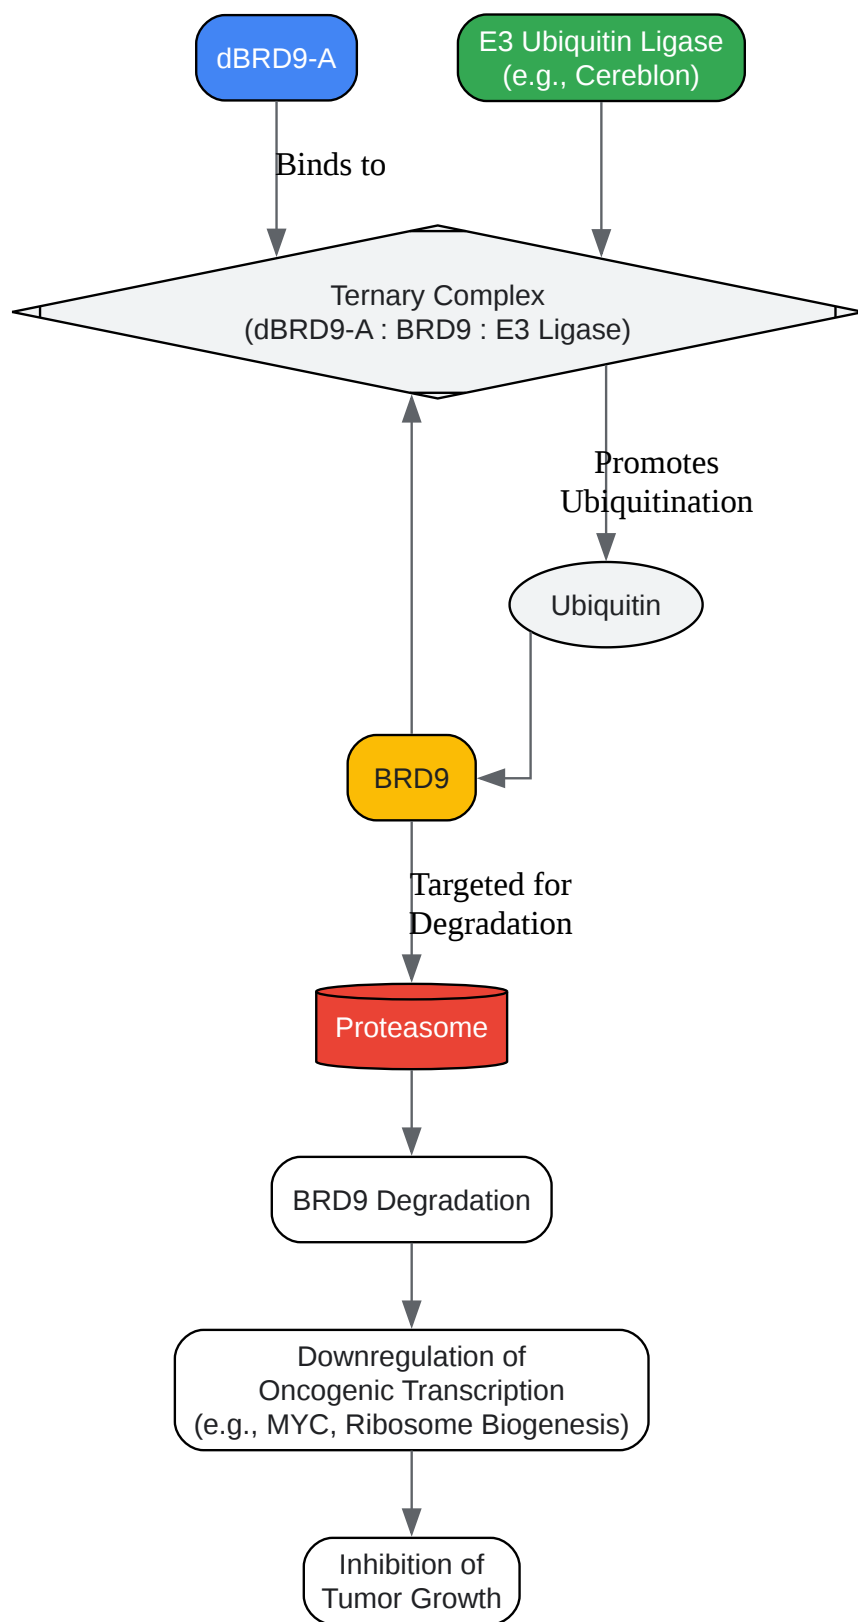 dBRD9-A
E3 Ubiquitin Ligase
(e.g., Cereblon)
Binds to
Ternary Complex
(dBRD9-A : BRD9 : E3 Ligase)
Promotes
Ubiquitination
Ubiquitin
BRD9
Targeted for
Degradation
Proteasome
BRD9 Degradation
Downregulation of
Oncogenic Transcription
(e.g., MYC, Ribosome Biogenesis)
Inhibition of
Tumor Growth